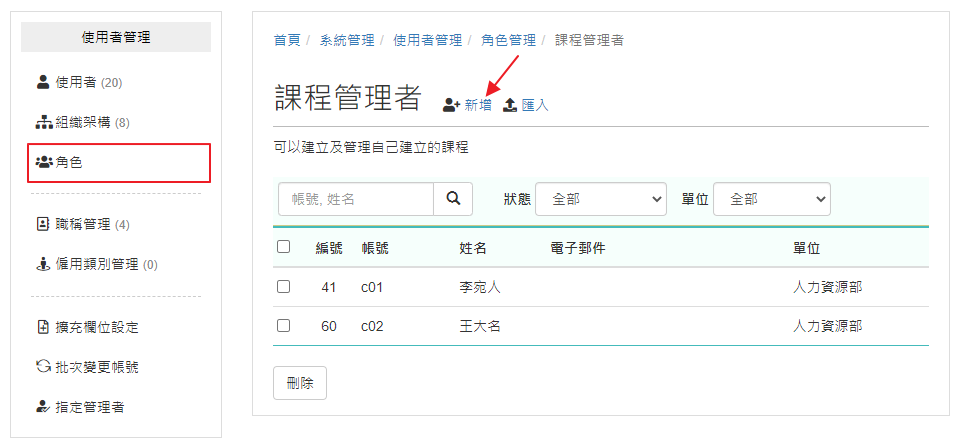 使用者管理
使用者 (20)
組織架構 (8)
角色
職稱管理 (4)
僱用類別管理 (0)
擴充欄位設定
批次變更帳號
指定管理者
首頁 / 系統管理 / 使用者管理 / 角色管理 / 課程管理者
課程管理者 新增 匯入
可以建立及管理自己建立的課程
帳號, 姓名 狀態 全部 單位 全部
編號 帳號 姓名 電子郵件 單位
41 c01 李宛人 人力資源部
60 c02 王大名 人力資源部
刪除